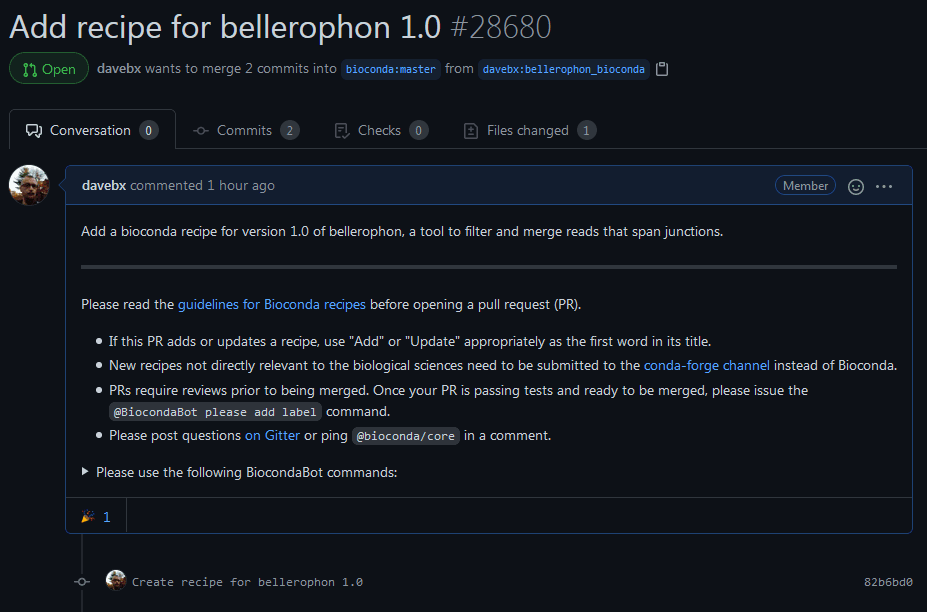 Add recipe for bellerophon 1.0 #28680
Open davebx wants to merge 2 commits into bioconda:master from davebx:bellerophon_bioconda
Conversation 0 Commits 2 Checks 0 Files changed 1
davebx commented 1 hour ago Member
Add a bioconda recipe for version 1.0 of bellerophon, a tool to filter and merge reads that span junctions.
Please read the guidelines for Bioconda recipes before opening a pull request (PR).
If this PR adds or updates a recipe, use "Add" or "Update" appropriately as the first word in its title.
New recipes not directly relevant to the biological sciences need to be submitted to the conda-forge channel instead of Bioconda.
PRs require reviews prior to being merged. Once your PR is passing tests and ready to be merged, please issue the
@BiocondaBot please add label command.
Please post questions on Gitter or ping @bioconda/core in a comment.
Please use the following BiocondaBot commands:
1
Create recipe for bellerophon 1.0 82b6bd0